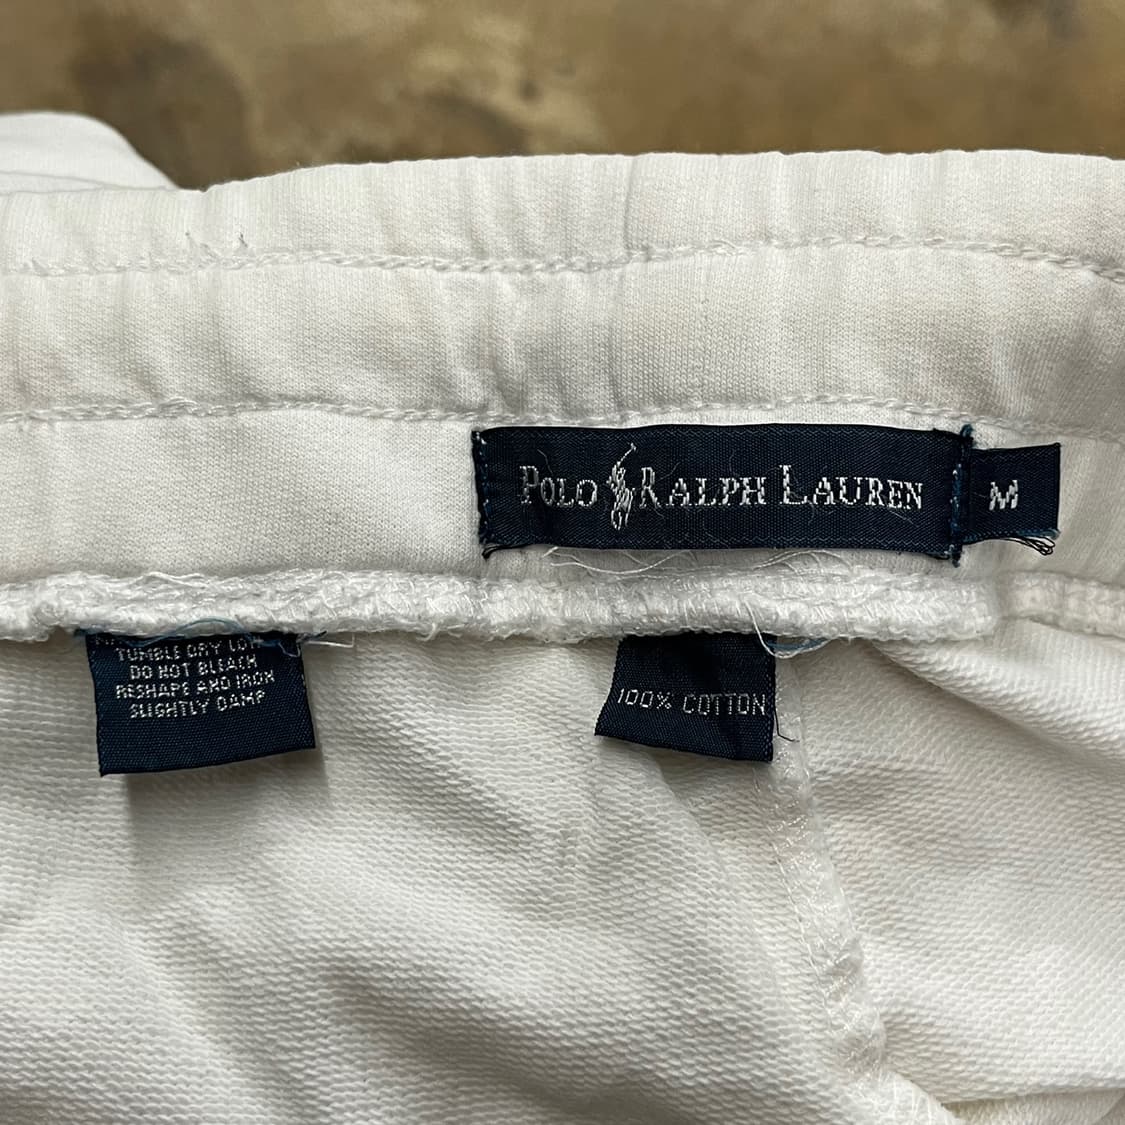 POLO RALPH LAUREN
M
TUMBLE DRY LOW
DO NOT BLEACH
RESHAPE AND IRON
SLIGHTLY DAMP
100% COTTON